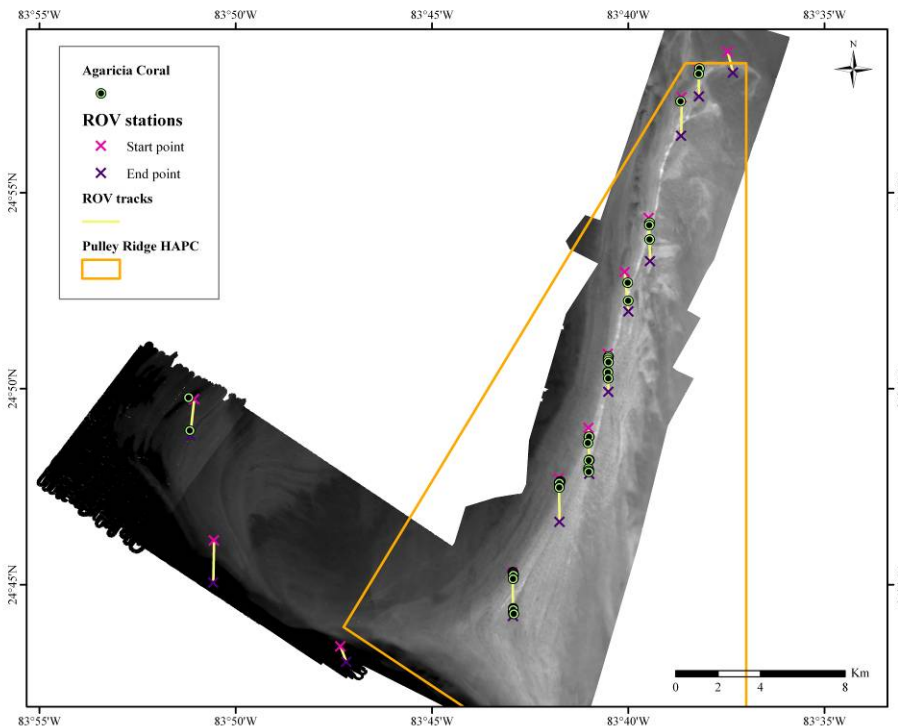 83°55'W 83°50'W 83°45'W 83°40'W 83°35'W
N
Agaricia Coral
ROV stations
Start point
End point
ROV tracks
Pulley Ridge HAPC
24°55'N
24°50'N
24°45'N
Km
0 2 4 8
83°55'W 83°50'W 83°45'W 83°40'W 83°35'W